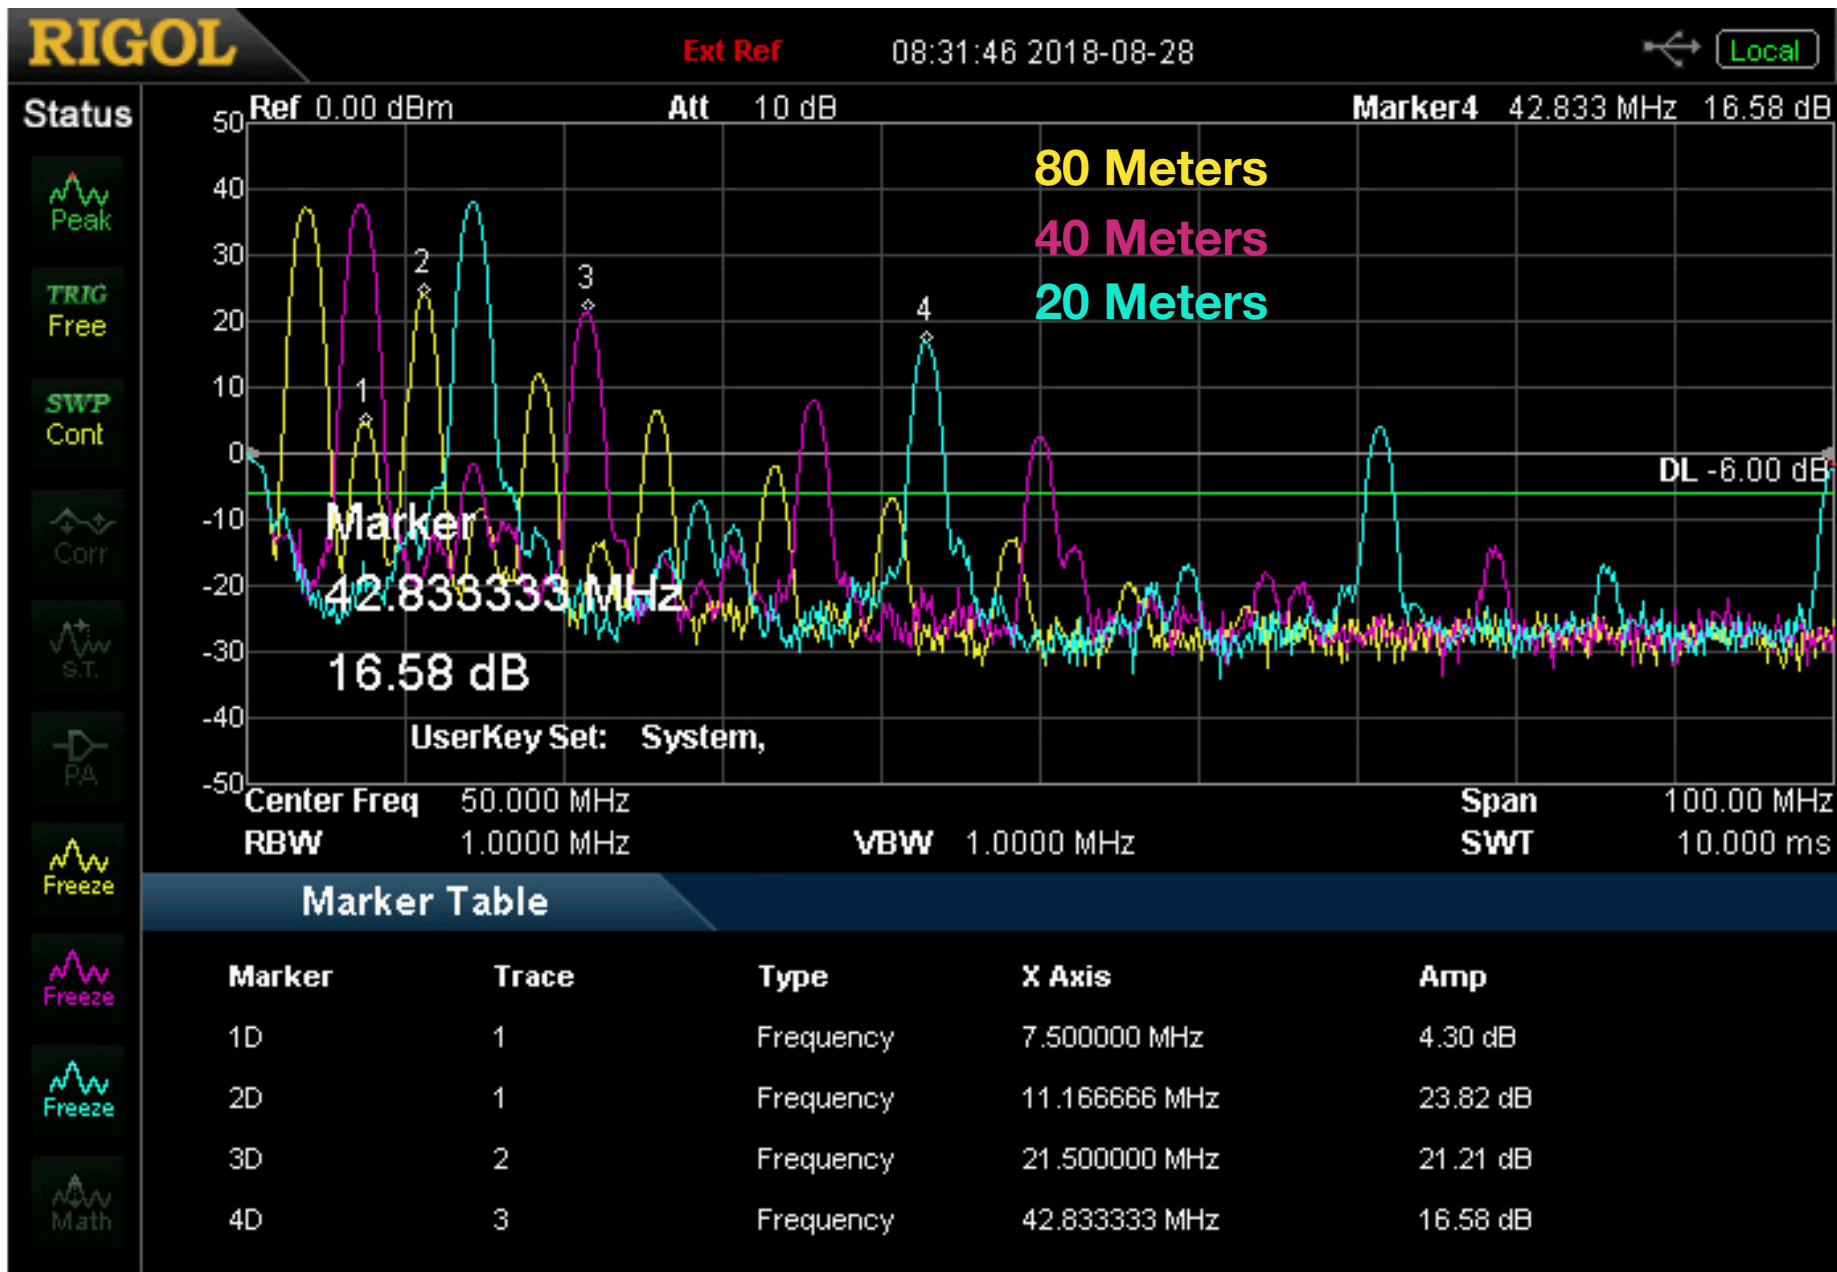 RIGOL Ext Ref 08:31:46 2018-08-28 Local
Status
Ref 0.00 dBm Att 10 dB Marker4 42.833 MHz 16.58 dB
50
80 Meters
40
Peak
40 Meters
30
2
3
TRIG
Free
20 Meters
4
20
10
1
SWP
Cont
0
DL -6.00 dB
-10
Marker
Corr
-20
42.833333 MHz
-30
S.T.
16.58 dB
-40
UserKey Set: System,
PA
-50
Center Freq 50.000 MHz Span 100.00 MHz
RBW 1.0000 MHz VBW 1.0000 MHz SWT 10.000 ms
Freeze
Marker Table
Freeze
Marker Trace Type X Axis Amp
1D 1 Frequency 7.500000 MHz 4.30 dB
Freeze
2D 1 Frequency 11.166666 MHz 23.82 dB
3D 2 Frequency 21.500000 MHz 21.21 dB
Math
4D 3 Frequency 42.833333 MHz 16.58 dB